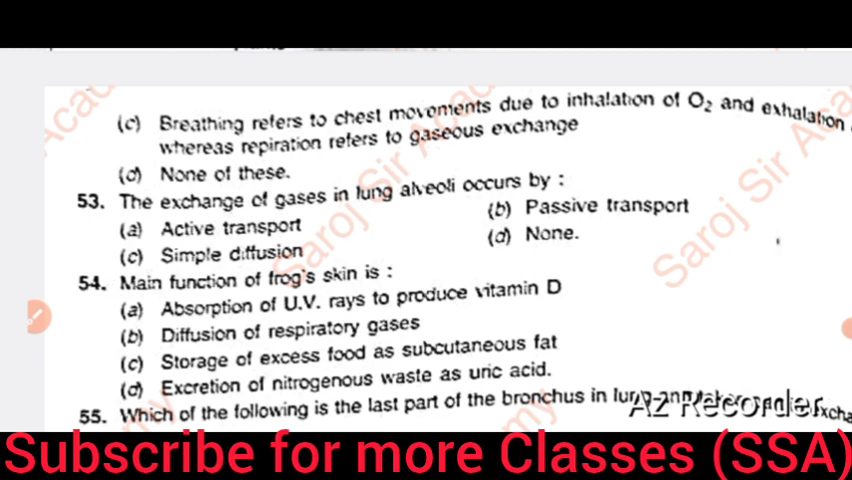 (c) Breathing refers to chest movements due to inhalation of O₂ and exhalation
whereas repiration refers to gaseous exchange
(d) None of these.
53. The exchange of gases in lung alveoli occurs by :
(a) Active transport (b) Passive transport
(c) Simple diffusion (d) None.
54. Main function of frog's skin is :
(a) Absorption of U.V. rays to produce vitamin D
(b) Diffusion of respiratory gases
(c) Storage of excess food as subcutaneous fat
(d) Excretion of nitrogenous waste as uric acid.
55. Which of the following is the last part of the bronchus in
Saroj Sir Academy
Saroj Sir Aca
AZ Recorder
Subscribe for more Classes (SSA)